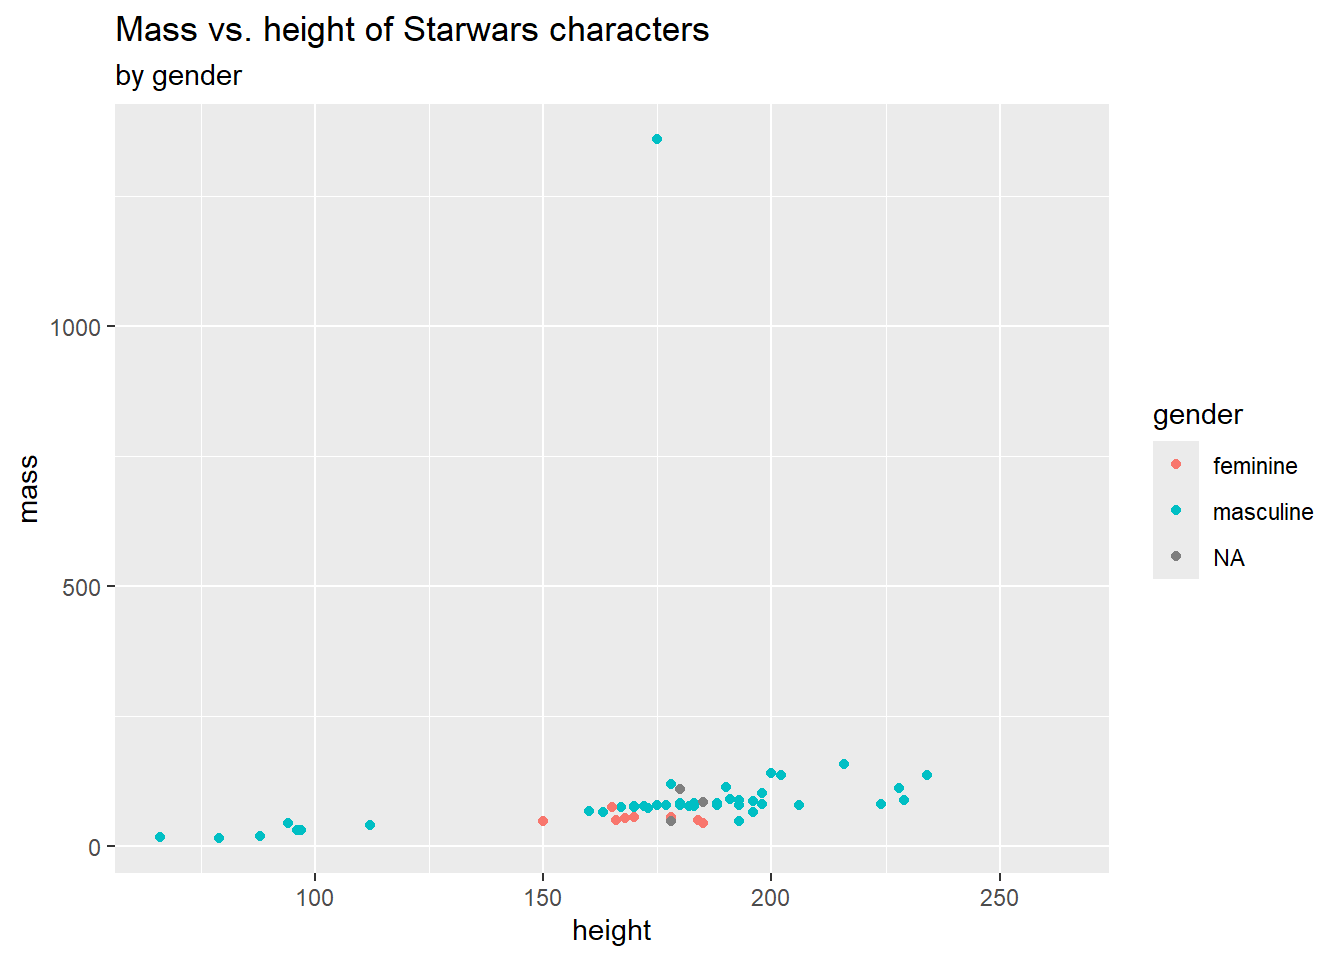 Mass vs. height of Starwars characters
by gender
1000
500
0
mass
100
150
200
250
height
gender
feminine
masculine
NA